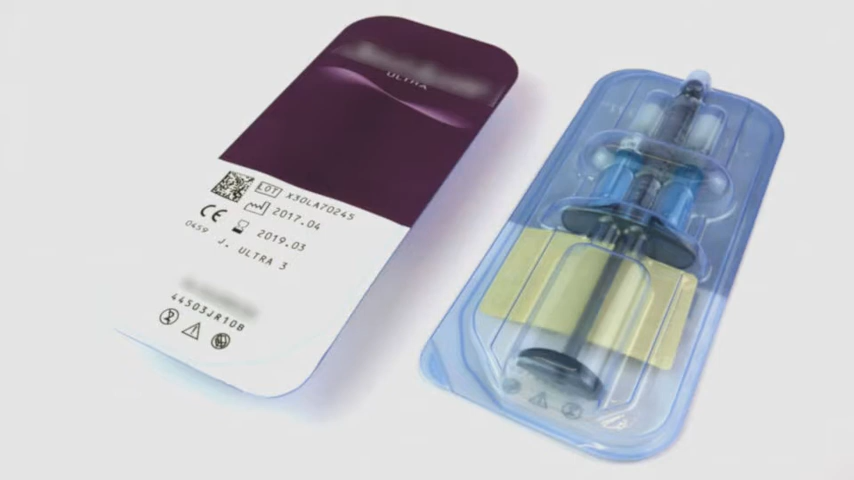 ULTRA
LOT X30LA70245
2017.04
CE 2019.03
0459 J. ULTRA 3
44503JR10B